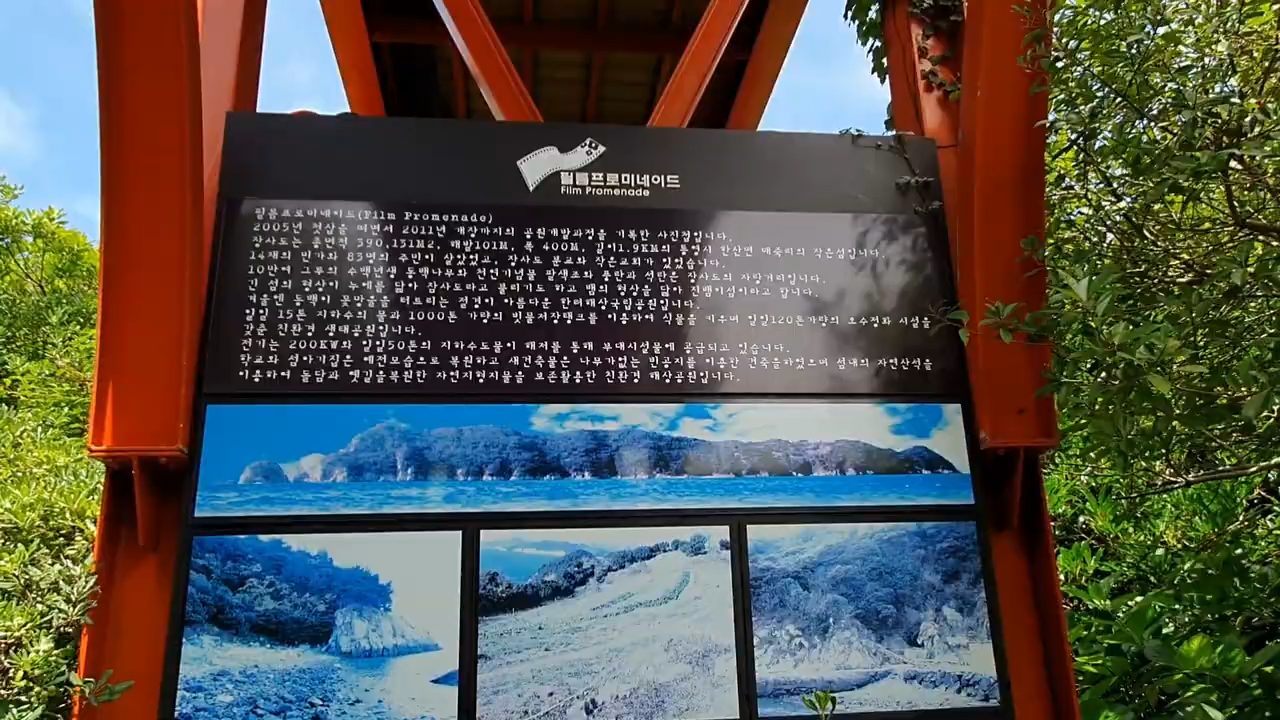 필름프로미네이드
Film Promenade
필름프로미네이드(Film Promenade)
2005년 첫삽을 떼면서 2011년 개장까지의 공원개발과정을 기록한 사진점입니다.
장사도는 총면적 390,131M2, 해발101M, 폭 400M, 길이1.9KM의 통영시 한산면 매죽리의 작은섬입니다.
14채의 민가와 83명의 주민이 살았었고, 장사도 분교와 작은교회가 있었습니다.
10만여 그루의 수백년생 동백나무와 천연기념물 팔색조와 풍란과 석란은 장사도의 자랑거리입니다.
긴 섬의 형상이 누에를 닮아 잠사도라고 불리기도 하고 뱀의 형상을 닮아 진뱀이섬이라고 합니다.
겨울엔 동백이 꽃망울을 터트리는 절경이 아름다운 한려해상국립공원입니다.
일일 15톤 지하수의 물과 1000톤 가량의 빗물저장탱크를 이용하여 식물을 키우며 일일120톤가량의 오수정화 시설을
갖춘 친환경 생태공원입니다.
전기는 200KW와 일일50톤의 지하수도물이 해저를 통해 부대시설물에 공급되고 있습니다.
학교와 섬아기집은 예전모습으로 복원하고 새건축물은 나무가없는 빈공지를 이용한 건축을하였으며 섬내의 자연산석을
이용하여 돌담과 옛길을복원한 자연지형지물을 보존활용한 친환경 해상공원입니다.